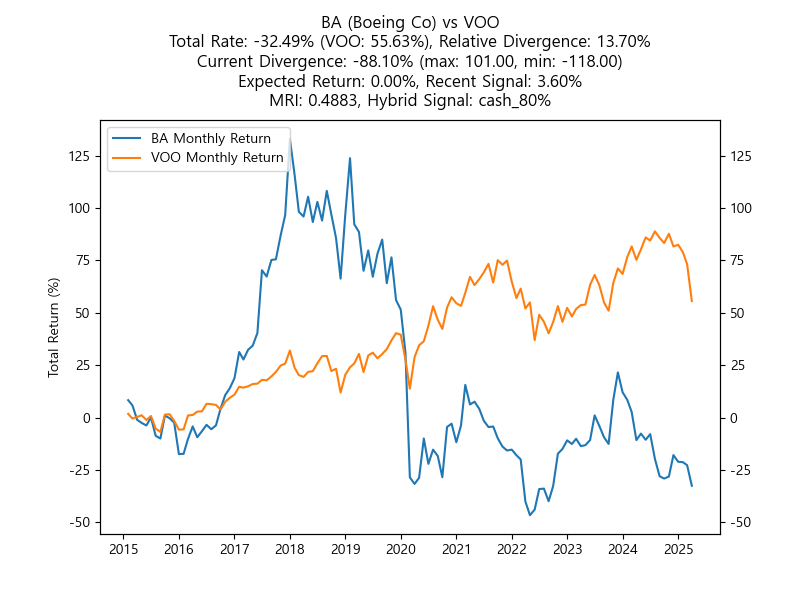 BA (Boeing Co) vs VOO
Total Rate: -32.49% (VOO: 55.63%), Relative Divergence: 13.70%
Current Divergence: -88.10% (max: 101.00, min: -118.00)
Expected Return: 0.00%, Recent Signal: 3.60%
MRI: 0.4883, Hybrid Signal: cash_80%
BA Monthly Return
VOO Monthly Return
Total Return (%)
125
100
75
50
25
0
-25
-50
125
100
75
50
25
0
-25
-50
2015 2016 2017 2018 2019 2020 2021 2022 2023 2024 2025